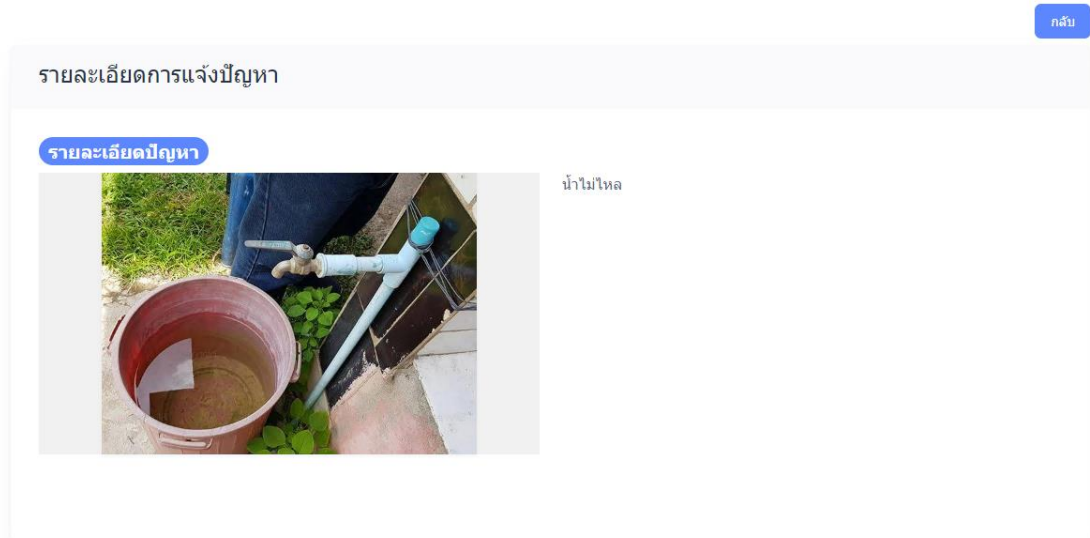 กลับ
รายละเอียดการแจ้งปัญหา
รายละเอียดปัญหา
น้ำไม่ไหล